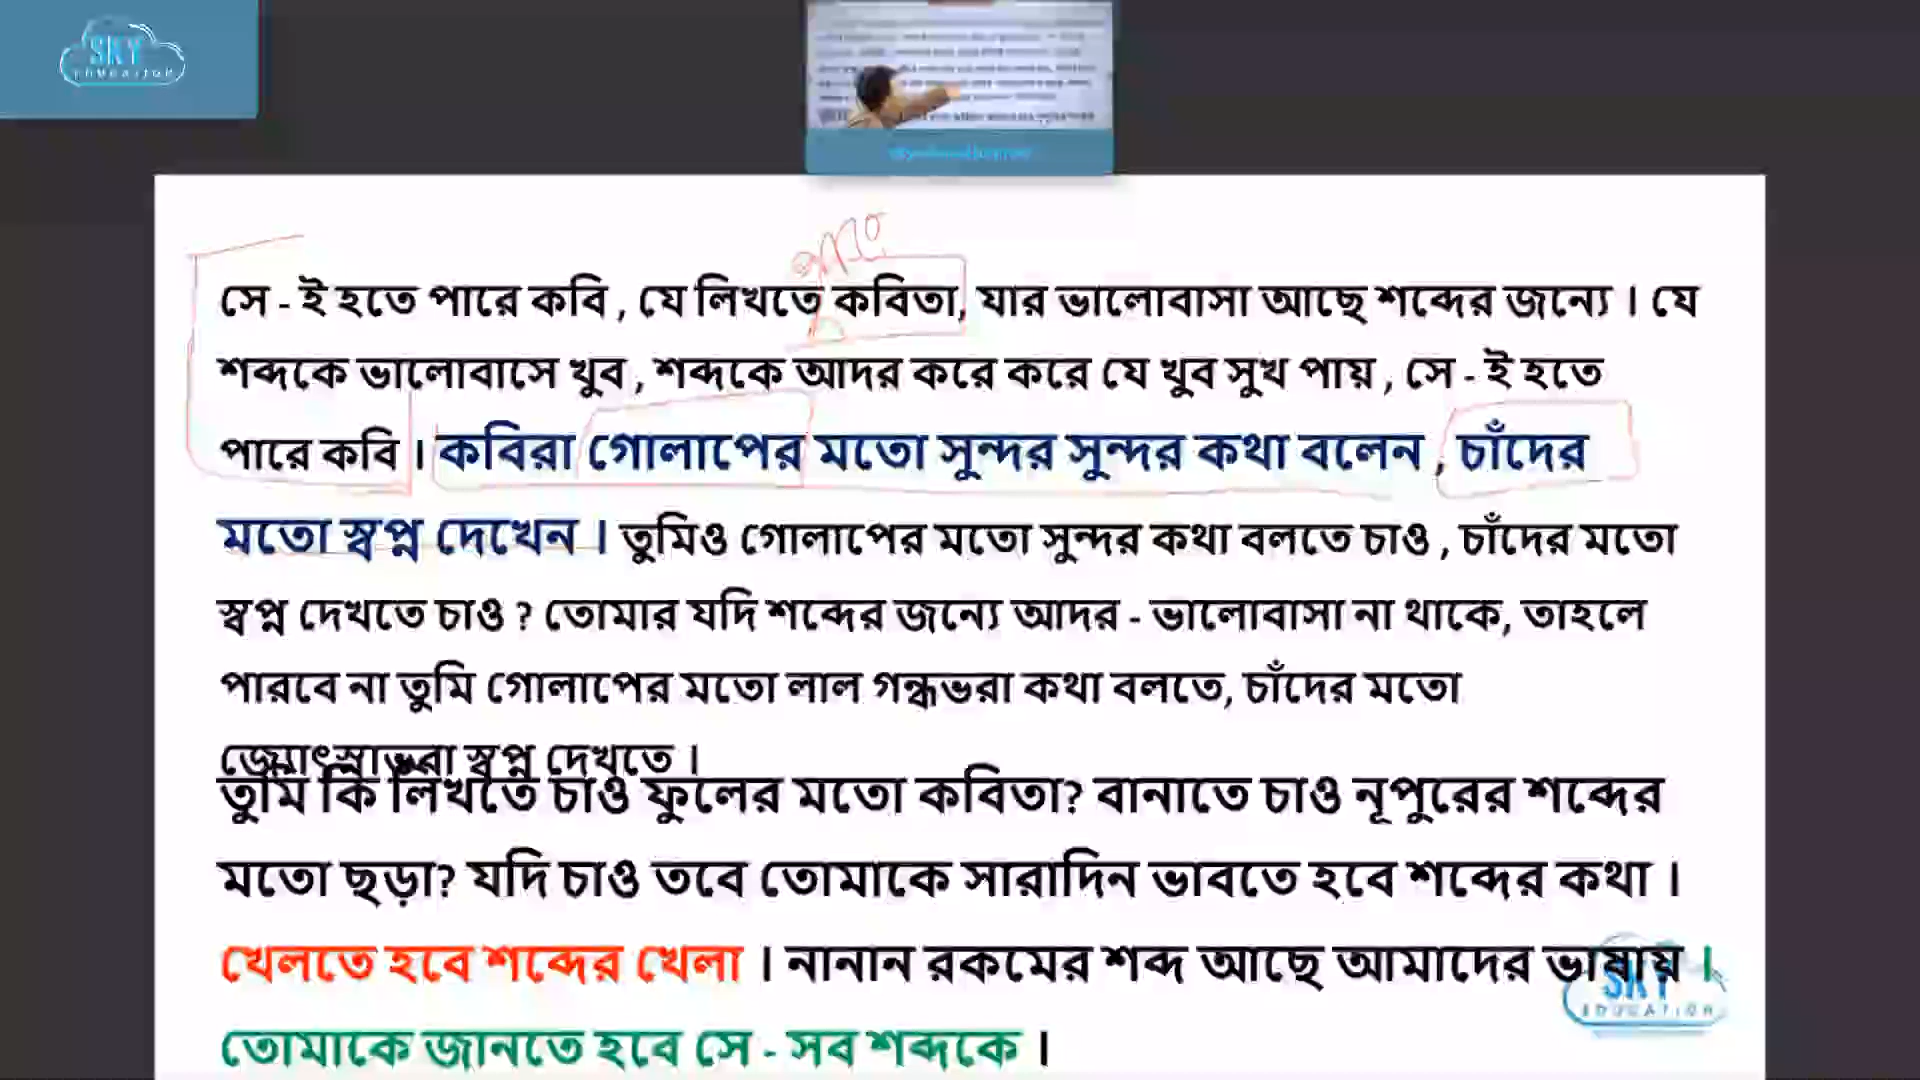 SKY
EDUCATION
সে - ই হতে পারে কবি , যে লিখতে কবিতা, যার ভালোবাসা আছে শব্দের জন্যে । যে
শব্দকে ভালোবাসে খুব , শব্দকে আদর করে করে যে খুব সুখ পায় , সে - ই হতে
পারে কবি । কবিরা গোলাপের মতো সুন্দর সুন্দর কথা বলেন , চাঁদের
মতো স্বপ্ন দেখেন । তুমিও গোলাপের মতো সুন্দর কথা বলতে চাও , চাঁদের মতো
স্বপ্ন দেখতে চাও ? তোমার যদি শব্দের জন্যে আদর - ভালোবাসা না থাকে, তাহলে
পারবে না তুমি গোলাপের মতো লাল গন্ধভরা কথা বলতে, চাঁদের মতো
জ্যোৎস্নাভরা স্বপ্ন দেখতে ।
তুমি কি লিখতে চাও ফুলের মতো কবিতা? বানাতে চাও নূপুরের শব্দের
মতো ছড়া? যদি চাও তবে তোমাকে সারাদিন ভাবতে হবে শব্দের কথা ।
খেলতে হবে শব্দের খেলা । নানান রকমের শব্দ আছে আমাদের ভাষায় ।
তোমাকে জানতে হবে সে - সব শব্দকে ।
SKY
EDUCATION